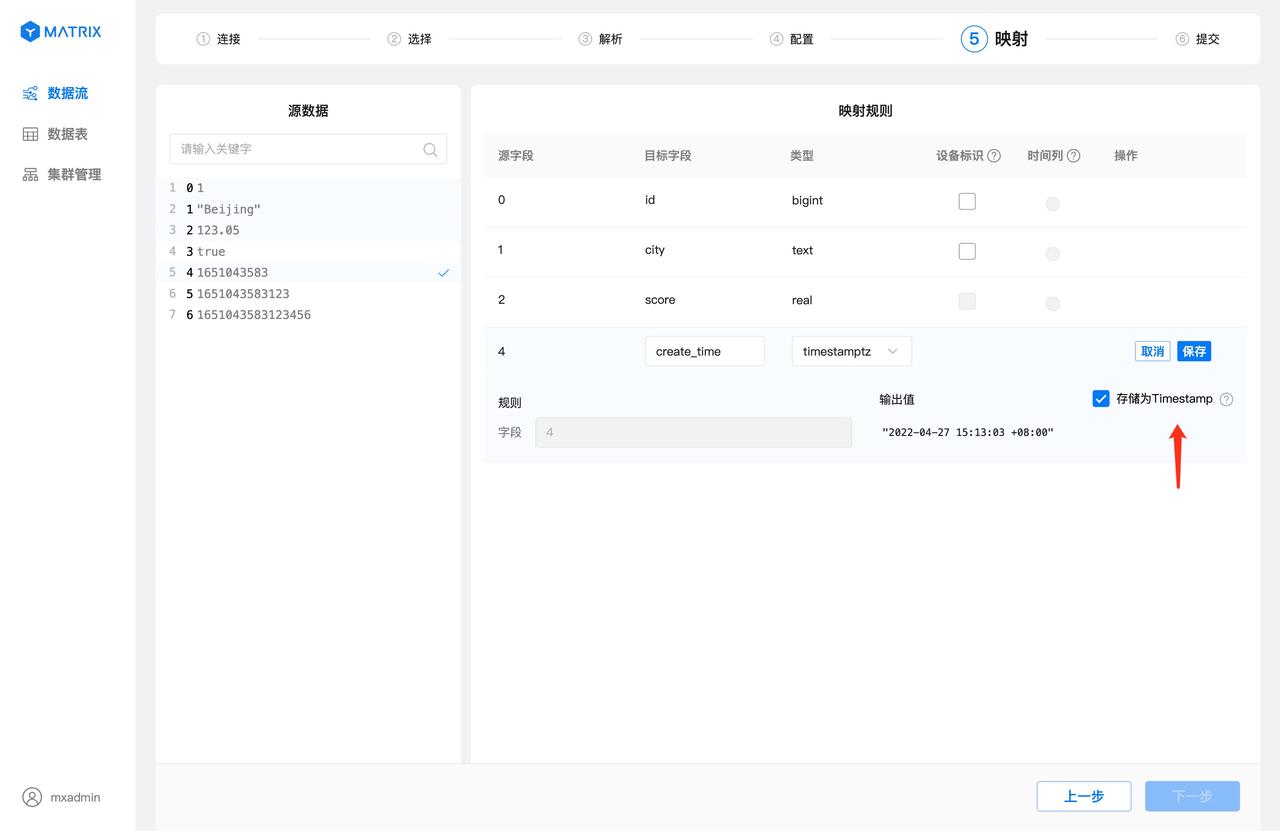 MATRIX
数据流
数据表
集群管理
mxadmin
① 连接
② 选择
③ 解析
④ 配置
⑤ 映射
⑥ 提交
源数据
请输入关键字
1 0 1
2 1 "Beijing"
3 2 123.05
4 3 true
5 4 1651043583
6 5 1651043583123
7 6 1651043583123456
映射规则
源字段 目标字段 类型 设备标识 ? 时间列 ? 操作
0 id bigint
1 city text
2 score real
4 create_time timestamptz 取消 保存
规则 输出值 存储为Timestamp ?
字段 4 "2022-04-27 15:13:03 +08:00"
上一步 下一步